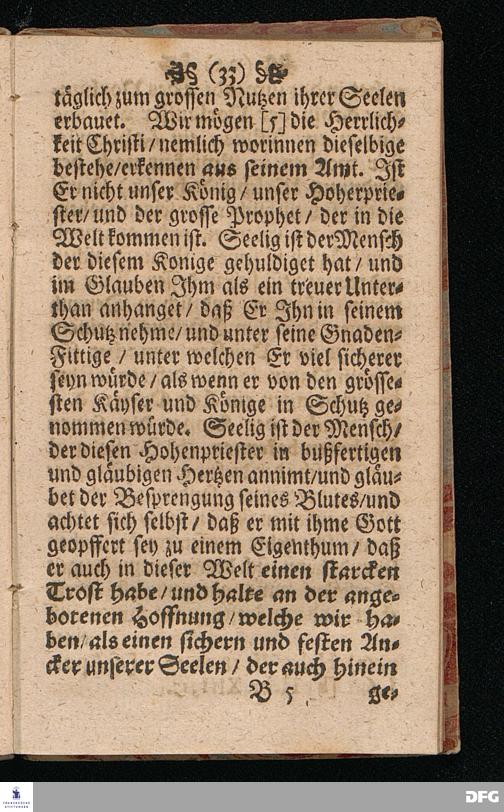 (33)
täglich zum grossen Nutzen ihrer Seelen
erbauet. Wir mögen [5] die Herrlich-
keit Christi / nemlich worinnen dieselbige
bestehe/erkennen aus seinem Amt. Ist
Er nicht unser König / unser Hoherprie-
ster/ und der grosse Prophet / der in die
Welt kommen ist. Seelig ist der Mensch
der diesem Konige gehuldiget hat / und
im Glauben Jhm als ein treuer Unter-
than anhanget / daß Er Jhn in seinem
Schutz nehme/ und unter seine Gnaden-
Fittige / unter welchen Er viel sicherer
seyn würde / als wenn er von den grösse-
sten Käyser und Könige in Schutz ge-
nommen würde. Seelig ist der Mensch/
der diesen Hohenpriester in bußfertigen
und gläubigen Hertzen annimt/und gläu-
bet der Besprengung seines Blutes/und
achtet sich selbst / daß er mit ihme Gott
geopffert sey zu einem Eigenthum / daß
er auch in dieser Welt einen starcken
Trost habe / und halte an der ange-
botenen Hoffnung / welche wir ha-
ben/ als einen sichern und festen An-
cker unserer Seelen / der auch hinein
B 5 ge-
FRANCKESCHE
STIFTUNGEN
DFG